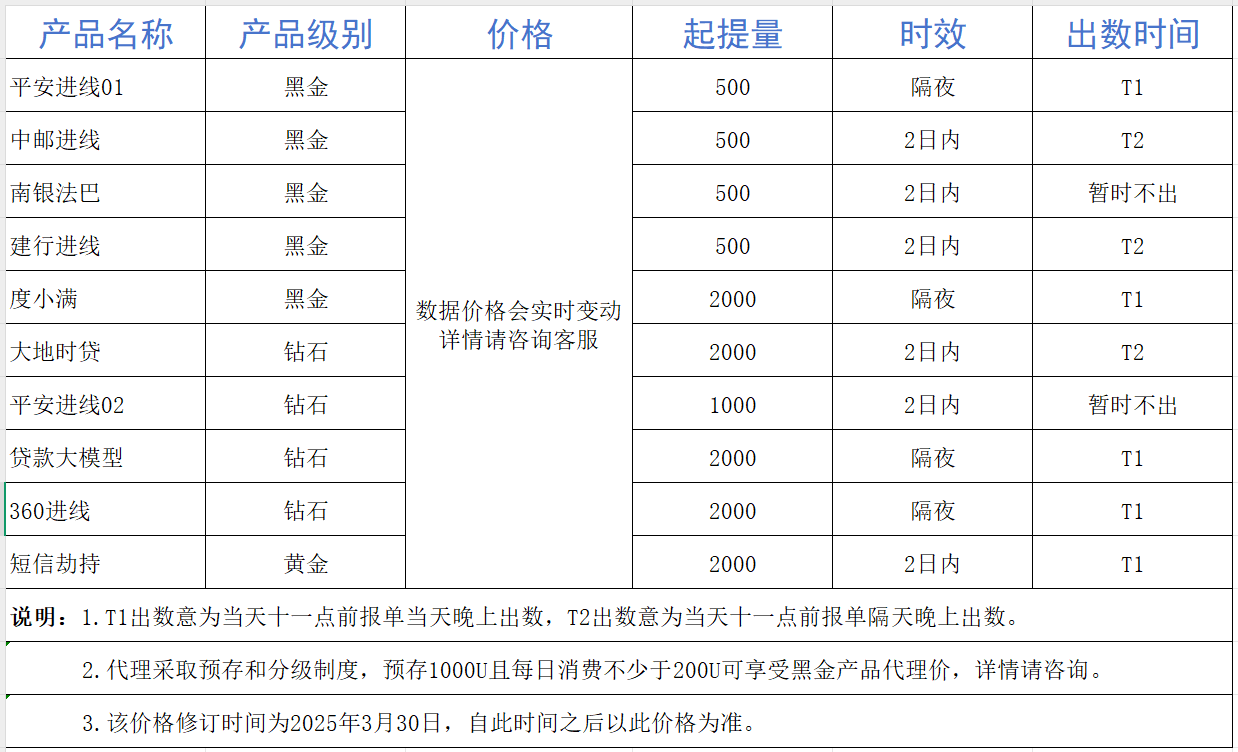 产品名称 产品级别 价格 起提量 时效 出数时间
平安进线01 黑金 500 隔夜 T1
中邮进线 黑金 500 2日内 T2
南银法巴 黑金 500 2日内 暂时不出
建行进线 黑金 500 2日内 T2
度小满 黑金 2000 隔夜 T1
数据价格会实时变动
详情请咨询客服
大地时贷 钻石 2000 2日内 T2
平安进线02 钻石 1000 2日内 暂时不出
贷款大模型 钻石 2000 隔夜 T1
360进线 钻石 2000 隔夜 T1
短信劫持 黄金 2000 2日内 T1
说明：1.T1出数意为当天十一点前报单当天晚上出数，T2出数意为当天十一点前报单隔天晚上出数。
2.代理采取预存和分级制度，预存1000U且每日消费不少于200U可享受黑金产品代理价，详情请咨询。
3.该价格修订时间为2025年3月30日，自此时间之后以此价格为准。